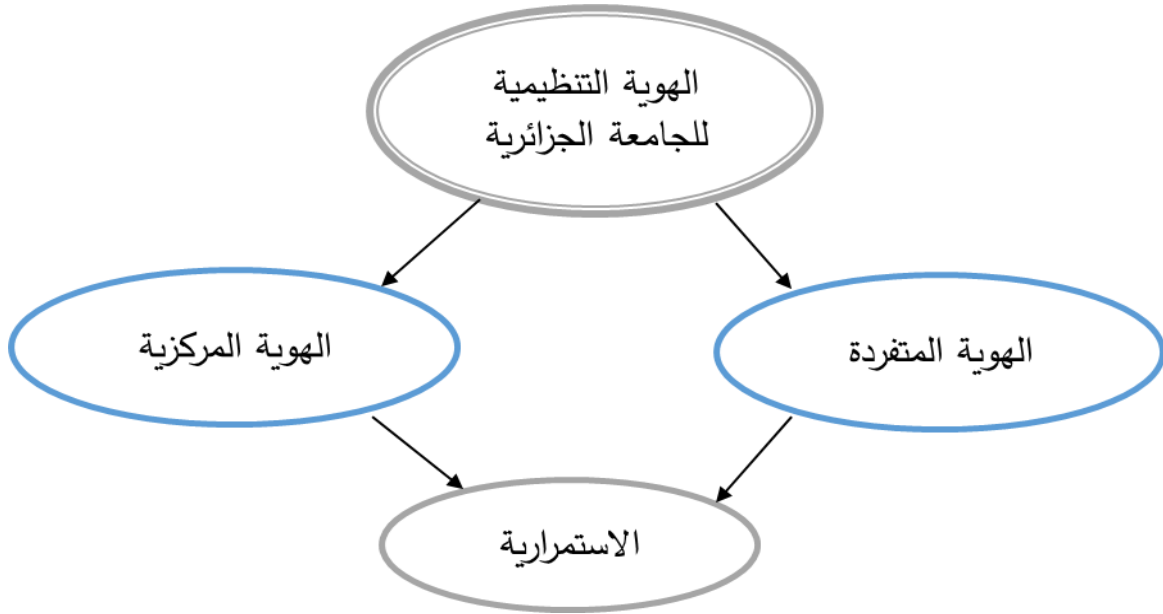 الهوية التنظيمية
للجامعة الجزائرية
الهوية المتفردة
الهوية المركزية
الاستمرارية